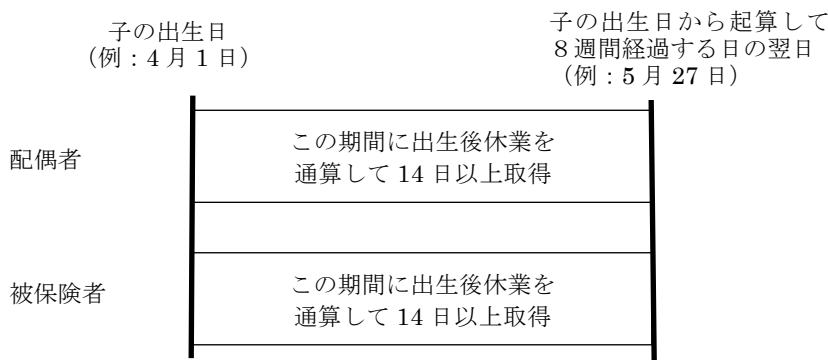 子の出生日
（例：4 月 1 日）
子の出生日から起算して
８週間経過する日の翌日
（例：5 月 27 日）
配偶者
この期間に出生後休業を
通算して 14 日以上取得
被保険者
この期間に出生後休業を
通算して 14 日以上取得